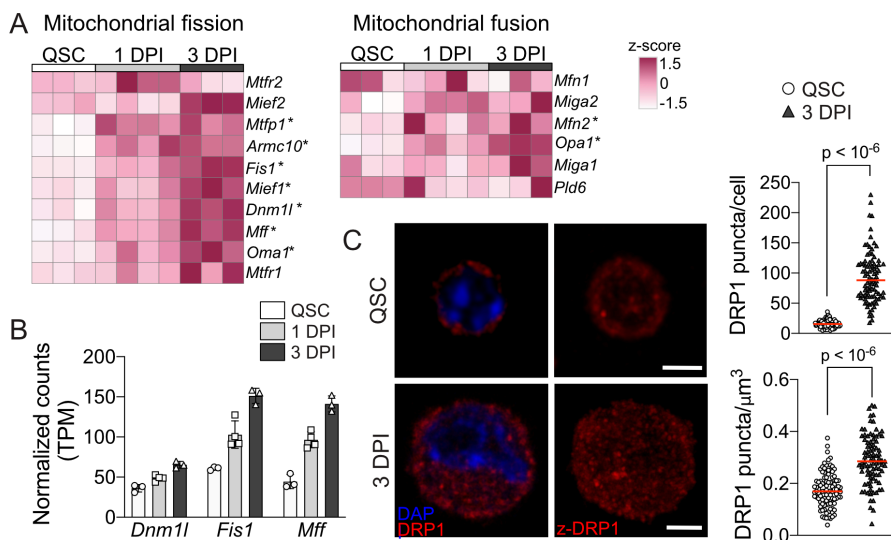 A
Mitochondrial fission
QSC 1 DPI 3 DPI
Mtfr2
Mief2
Mtfp1*
Armc10*
Fis1*
Mief1*
Dnm1l*
Mff*
Oma1*
Mtfr1
Mitochondrial fusion
QSC 1 DPI 3 DPI
Mfn1
Miga2
Mfn2*
Opa1*
Miga1
Pld6
z-score
1.5
0
-1.5
B
QSC
1 DPI
3 DPI
Normalized counts
(TPM)
200
150
100
50
0
Dnm1l Fis1 Mff
C
QSC
3 DPI
DAP
I
DRP1
z-DRP1
QSC
3 DPI
p < 10-6
DRP1 puncta/cell
250
200
150
100
50
0
p < 10-6
DRP1 puncta/μm3
0.6
0.4
0.2
0.0